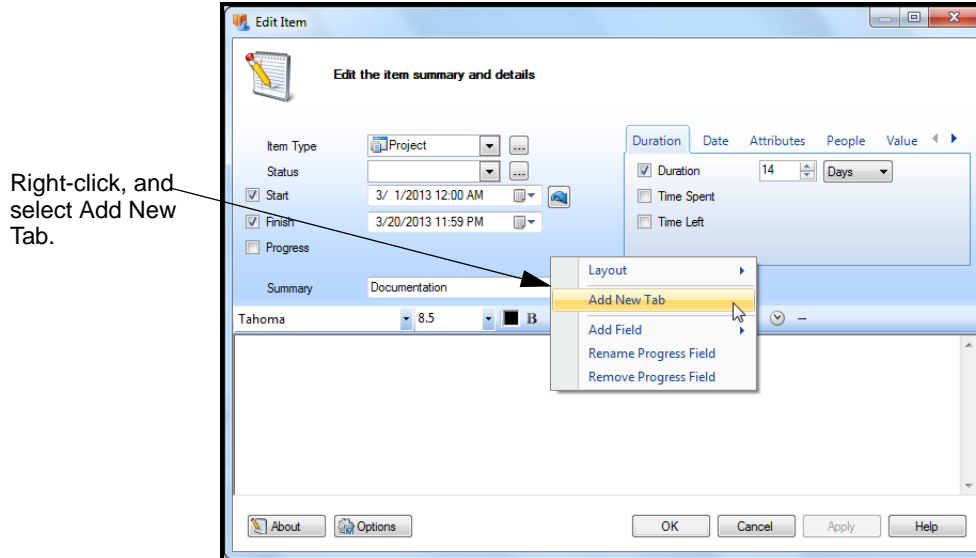 Edit Item
Edit the item summary and details
Item Type
Project
...
Status
...
Start
3/ 1/2013 12:00 AM
Finish
3/20/2013 11:59 PM
Progress
Summary
Documentation
Duration Date Attributes People Value
Duration
14
Days
Time Spent
Time Left
Right-click, and
select Add New
Tab.
Layout
Add New Tab
Add Field
Rename Progress Field
Remove Progress Field
Tahoma
8.5
B
About
Options
OK
Cancel
Apply
Help